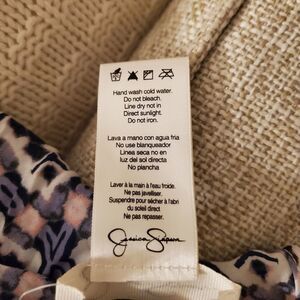 Hand wash cold water.
Do not bleach.
Line dry not in
Direct sunlight.
Do not iron.
Lava a mano con agua fria
No use blanqueador
Linea seca no en
luz del sol directa
No plancha
Laver à la main à l'eau froide.
Ne pas javelliser.
Suspendre pour sécher à l'abri
du soleil direct
Ne pas repasser.
Jessica Simpson